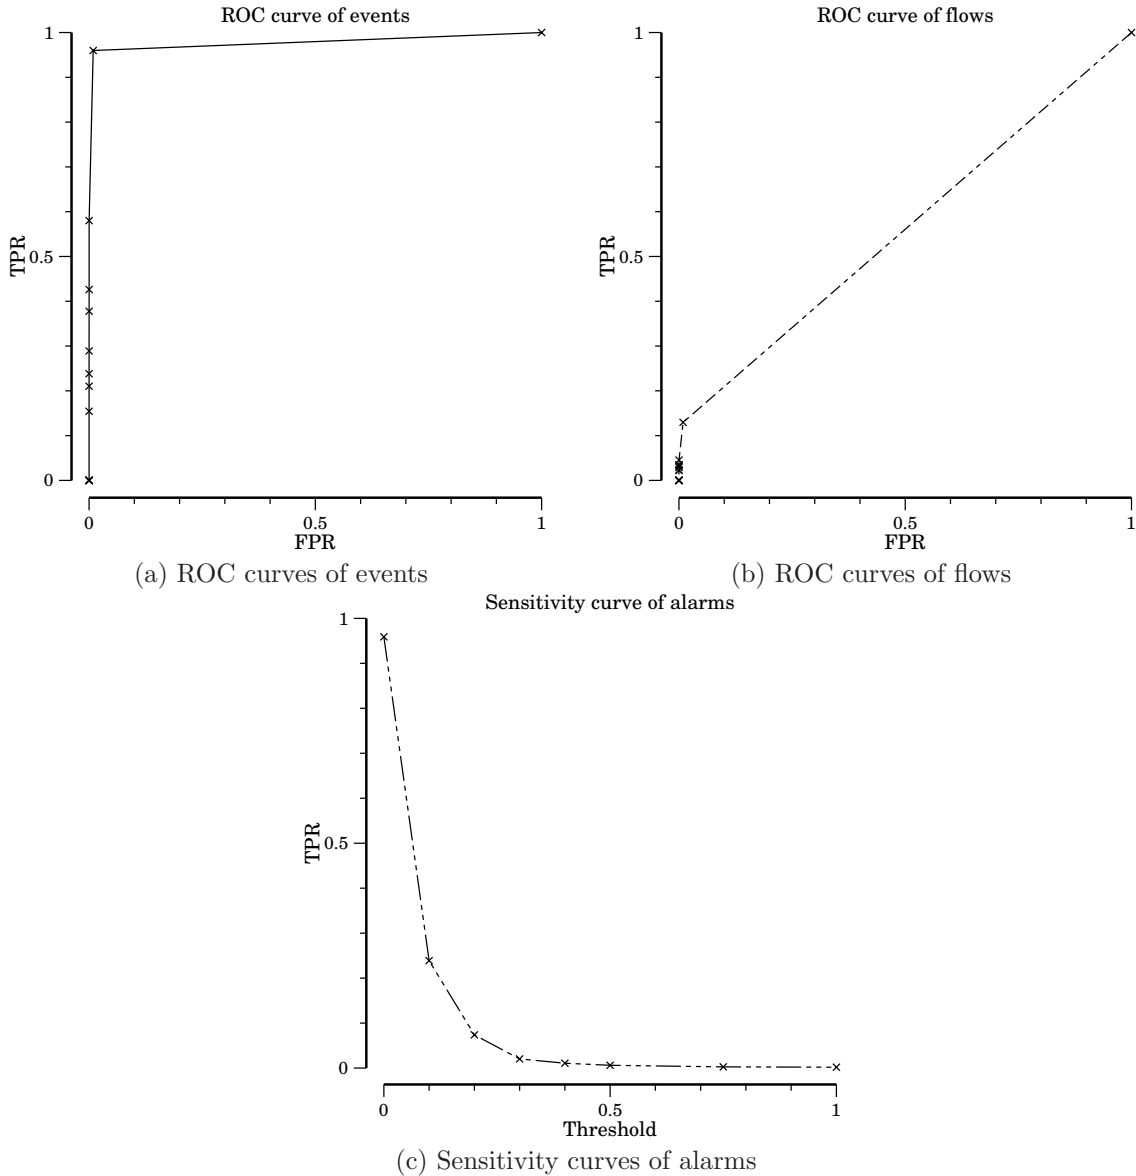 ROC curve of events
1
TPR
0.5
0
0
0.5
1
FPR
(a) ROC curves of events
ROC curve of flows
1
TPR
0.5
0
0
0.5
1
FPR
(b) ROC curves of flows
Sensitivity curve of alarms
1
TPR
0.5
0
0
0.5
1
Threshold
(c) Sensitivity curves of alarms